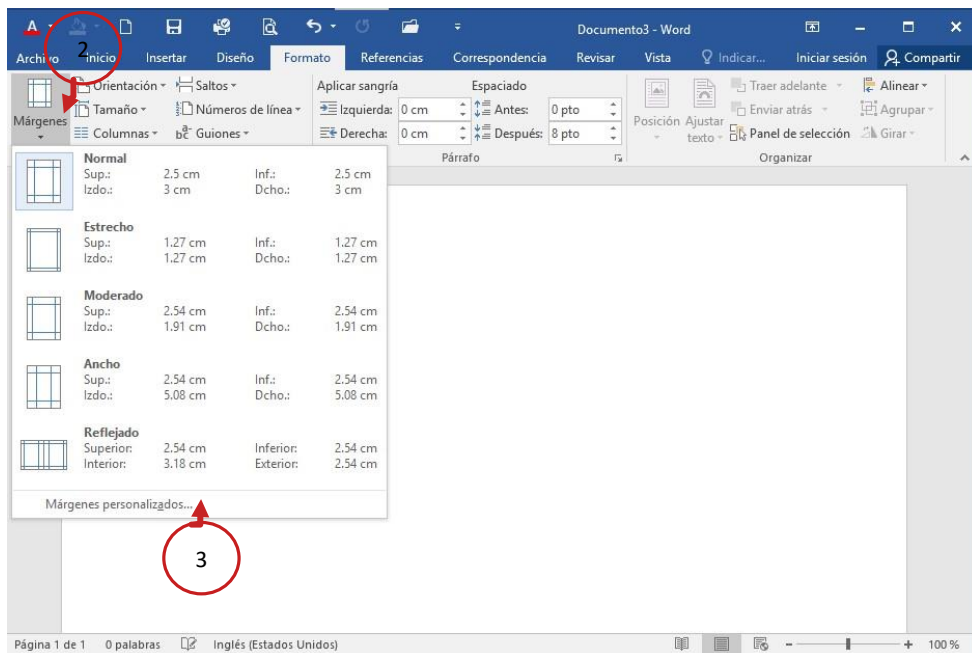 A Documento3 - Word
Archivo Inicio Insertar Diseño Formato Referencias Correspondencia Revisar Vista Indicar... Iniciar sesión Compartir
2
Márgenes
Orientación Saltos
Tamaño Números de línea
Columnas Guiones
Aplicar sangría Espaciado
Izquierda: 0 cm Antes: 0 pto
Derecha: 0 cm Después: 8 pto
Párrafo
Posición Ajustar texto
Traer adelante Alinear
Enviar atrás Agrupar
Panel de selección Girar
Organizar
Normal
Sup.: 2.5 cm Inf.: 2.5 cm
Izdo.: 3 cm Dcho.: 3 cm
Estrecho
Sup.: 1.27 cm Inf.: 1.27 cm
Izdo.: 1.27 cm Dcho.: 1.27 cm
Moderado
Sup.: 2.54 cm Inf.: 2.54 cm
Izdo.: 1.91 cm Dcho.: 1.91 cm
Ancho
Sup.: 2.54 cm Inf.: 2.54 cm
Izdo.: 5.08 cm Dcho.: 5.08 cm
Reflejado
Superior: 2.54 cm Inferior: 2.54 cm
Interior: 3.18 cm Exterior: 2.54 cm
Márgenes personalizados...
3
Página 1 de 1 0 palabras Inglés (Estados Unidos) 100 %